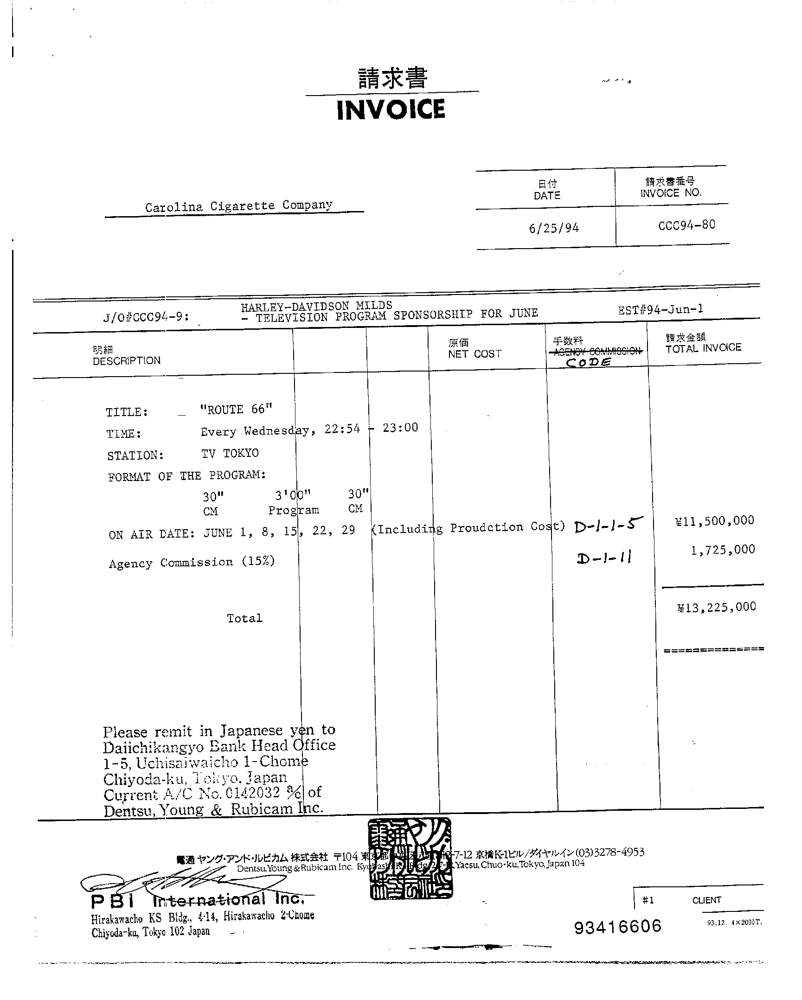 請求書
INVOICE
日付
DATE
請求書番号
INVOICE NO.
Carolina Cigarette Company
6/25/94
CCC94-80
J/O#CCC94-9:
HARLEY-DAVIDSON MILDS
- TELEVISION PROGRAM SPONSORSHIP FOR JUNE
EST#94-Jun-1
明細
DESCRIPTION
原価
NET COST
手数料
AGENCY COMMISSION
CODE
請求金額
TOTAL INVOICE
TITLE: _ "ROUTE 66"
TIME: Every Wednesday, 22:54 - 23:00
STATION: TV TOKYO
FORMAT OF THE PROGRAM:
30" 3'00" 30"
CM Program CM
ON AIR DATE: JUNE 1, 8, 15, 22, 29 (Including Proudction Cost) D-1-1-5 ¥11,500,000
Agency Commission (15%) D-1-11 1,725,000
Total ¥13,225,000
Please remit in Japanese yen to
Daiichikangyo Bank Head Office
1-5, Uchisaiwaicho 1-Chome
Chiyoda-ku, Tokyo. Japan
Current A/C No. 0142032 % of
Dentsu, Young & Rubicam Inc.
電通 ヤング・アンド・ルビカム 株式会社 〒104 東 7-12 京橋K-1ビル/ダイヤルイン(03)3278-4953
Dentsu, Young & Rubicam Inc. Yaesu, Chuo-ku, Tokyo, Japan 104
PBI International Inc.
Hirakawacho KS Bldg., 4-14, Hirakawacho 2-Chome
Chiyoda-ku, Tokyo 102 Japan
#1 CLIENT
93416606
93.12. 4×2000T.